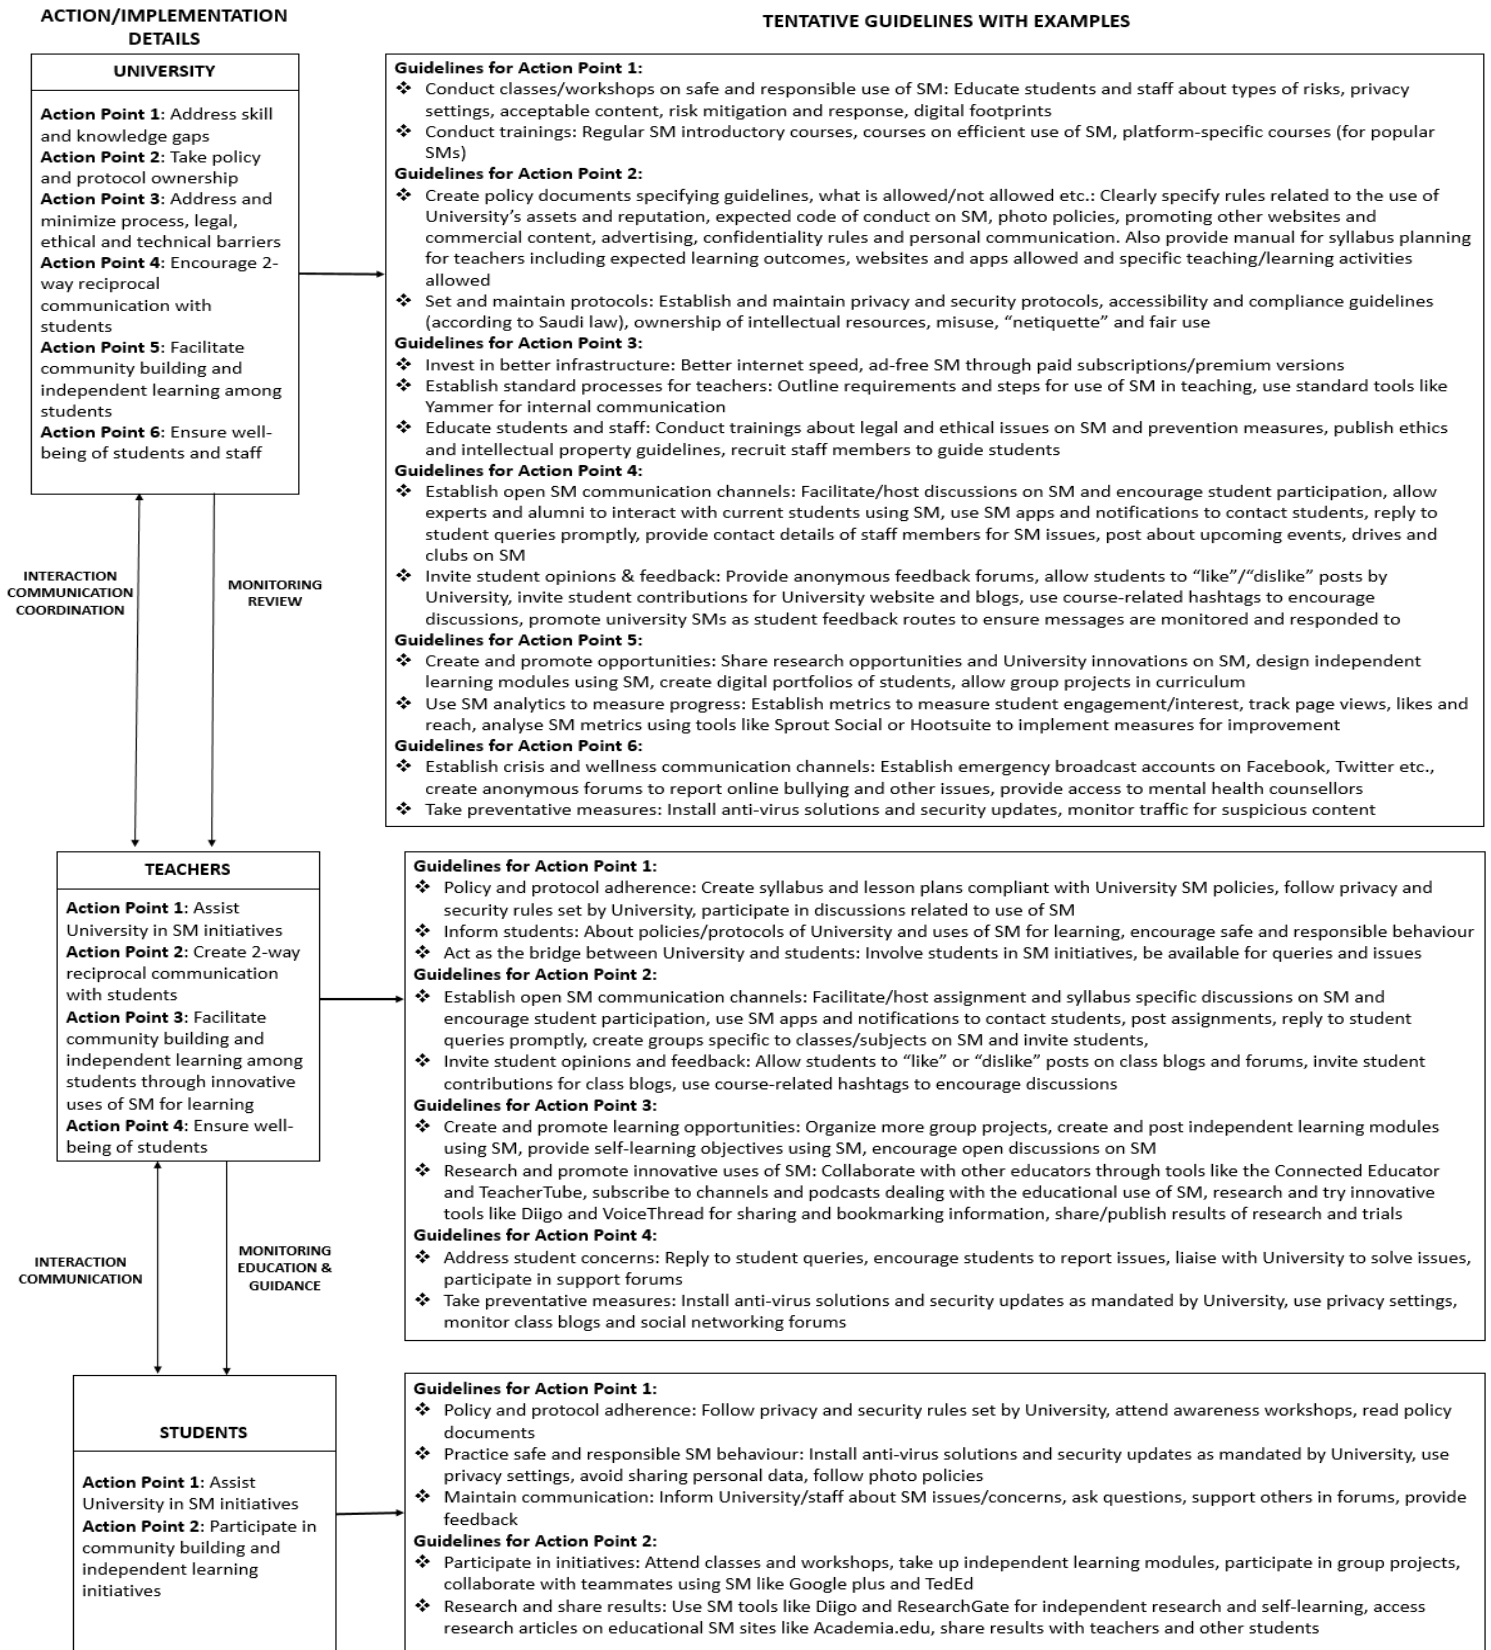 ACTION/IMPLEMENTATION
DETAILS
TENTATIVE GUIDELINES WITH EXAMPLES
UNIVERSITY
Action Point 1: Address skill
and knowledge gaps
Action Point 2: Take policy
and protocol ownership
Action Point 3: Address and
minimize process, legal,
ethical and technical barriers
Action Point 4: Encourage 2-
way reciprocal
communication with
students
Action Point 5: Facilitate
community building and
independent learning among
students
Action Point 6: Ensure well-
being of students and staff
Guidelines for Action Point 1:
❖ Conduct classes/workshops on safe and responsible use of SM: Educate students and staff about types of risks, privacy
settings, acceptable content, risk mitigation and response, digital footprints
❖ Conduct trainings: Regular SM introductory courses, courses on efficient use of SM, platform-specific courses (for popular
SMs)
Guidelines for Action Point 2:
❖ Create policy documents specifying guidelines, what is allowed/not allowed etc.: Clearly specify rules related to the use of
University’s assets and reputation, expected code of conduct on SM, photo policies, promoting other websites and
commercial content, advertising, confidentiality rules and personal communication. Also provide manual for syllabus planning
for teachers including expected learning outcomes, websites and apps allowed and specific teaching/learning activities
allowed
❖ Set and maintain protocols: Establish and maintain privacy and security protocols, accessibility and compliance guidelines
(according to Saudi law), ownership of intellectual resources, misuse, “netiquette” and fair use
Guidelines for Action Point 3:
❖ Invest in better infrastructure: Better internet speed, ad-free SM through paid subscriptions/premium versions
❖ Establish standard processes for teachers: Outline requirements and steps for use of SM in teaching, use standard tools like
Yammer for internal communication
❖ Educate students and staff: Conduct trainings about legal and ethical issues on SM and prevention measures, publish ethics
and intellectual property guidelines, recruit staff members to guide students
Guidelines for Action Point 4:
❖ Establish open SM communication channels: Facilitate/host discussions on SM and encourage student participation, allow
experts and alumni to interact with current students using SM, use SM apps and notifications to contact students, reply to
student queries promptly, provide contact details of staff members for SM issues, post about upcoming events, drives and
clubs on SM
❖ Invite student opinions & feedback: Provide anonymous feedback forums, allow students to “like”/“dislike” posts by
University, invite student contributions for University website and blogs, use course-related hashtags to encourage
discussions, promote university SMs as student feedback routes to ensure messages are monitored and responded to
Guidelines for Action Point 5:
❖ Create and promote opportunities: Share research opportunities and University innovations on SM, design independent
learning modules using SM, create digital portfolios of students, allow group projects in curriculum
❖ Use SM analytics to measure progress: Establish metrics to measure student engagement/interest, track page views, likes and
reach, analyse SM metrics using tools like Sprout Social or Hootsuite to implement measures for improvement
Guidelines for Action Point 6:
❖ Establish crisis and wellness communication channels: Establish emergency broadcast accounts on Facebook, Twitter etc.,
create anonymous forums to report online bullying and other issues, provide access to mental health counsellors
❖ Take preventative measures: Install anti-virus solutions and security updates, monitor traffic for suspicious content
INTERACTION
COMMUNICATION
COORDINATION
MONITORING
REVIEW
TEACHERS
Action Point 1: Assist
University in SM initiatives
Action Point 2: Create 2-way
reciprocal communication
with students
Action Point 3: Facilitate
community building and
independent learning among
students through innovative
uses of SM for learning
Action Point 4: Ensure well-
being of students
Guidelines for Action Point 1:
❖ Policy and protocol adherence: Create syllabus and lesson plans compliant with University SM policies, follow privacy and
security rules set by University, participate in discussions related to use of SM
❖ Inform students: About policies/protocols of University and uses of SM for learning, encourage safe and responsible behaviour
❖ Act as the bridge between University and students: Involve students in SM initiatives, be available for queries and issues
Guidelines for Action Point 2:
❖ Establish open SM communication channels: Facilitate/host assignment and syllabus specific discussions on SM and
encourage student participation, use SM apps and notifications to contact students, post assignments, reply to student
queries promptly, create groups specific to classes/subjects on SM and invite students,
❖ Invite student opinions and feedback: Allow students to “like” or “dislike” posts on class blogs and forums, invite student
contributions for class blogs, use course-related hashtags to encourage discussions
Guidelines for Action Point 3:
❖ Create and promote learning opportunities: Organize more group projects, create and post independent learning modules
using SM, provide self-learning objectives using SM, encourage open discussions on SM
❖ Research and promote innovative uses of SM: Collaborate with other educators through tools like the Connected Educator
and TeacherTube, subscribe to channels and podcasts dealing with the educational use of SM, research and try innovative
tools like Diigo and VoiceThread for sharing and bookmarking information, share/publish results of research and trials
Guidelines for Action Point 4:
❖ Address student concerns: Reply to student queries, encourage students to report issues, liaise with University to solve issues,
participate in support forums
❖ Take preventative measures: Install anti-virus solutions and security updates as mandated by University, use privacy settings,
monitor class blogs and social networking forums
INTERACTION
COMMUNICATION
MONITORING
EDUCATION &
GUIDANCE
STUDENTS
Action Point 1: Assist
University in SM initiatives
Action Point 2: Participate in
community building and
independent learning
initiatives
Guidelines for Action Point 1:
❖ Policy and protocol adherence: Follow privacy and security rules set by University, attend awareness workshops, read policy
documents
❖ Practice safe and responsible SM behaviour: Install anti-virus solutions and security updates as mandated by University, use
privacy settings, avoid sharing personal data, follow photo policies
❖ Maintain communication: Inform University/staff about SM issues/concerns, ask questions, support others in forums, provide
feedback
Guidelines for Action Point 2:
❖ Participate in initiatives: Attend classes and workshops, take up independent learning modules, participate in group projects,
collaborate with teammates using SM like Google plus and TedEd
❖ Research and share results: Use SM tools like Diigo and ResearchGate for independent research and self-learning, access
research articles on educational SM sites like Academia.edu, share results with teachers and other students